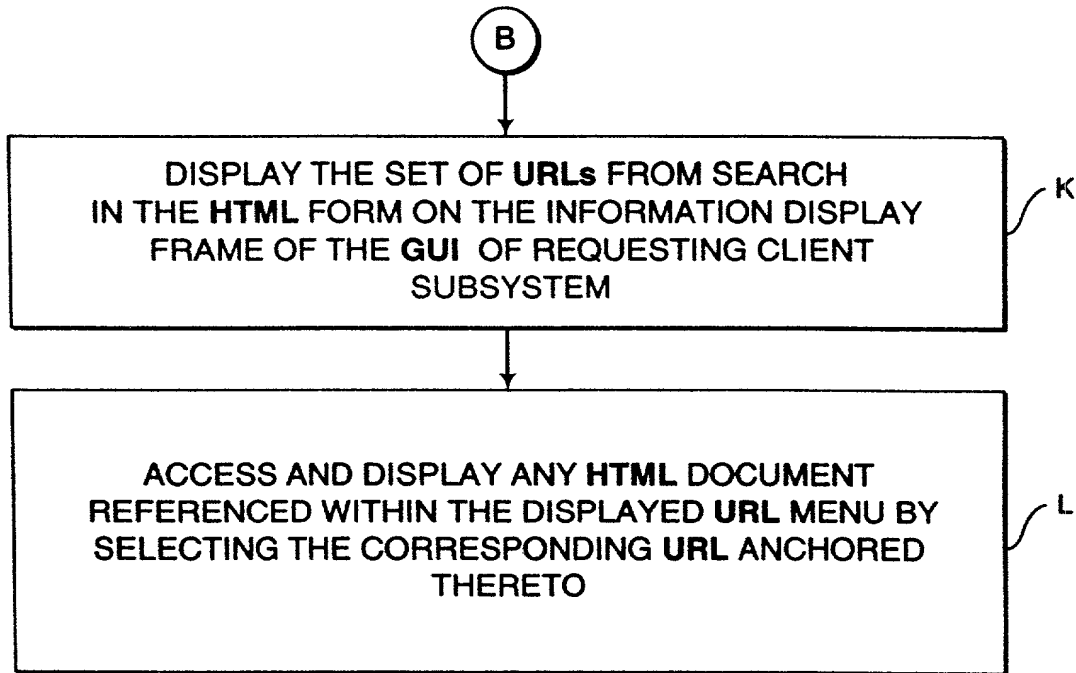 B
DISPLAY THE SET OF URLs FROM SEARCH
IN THE HTML FORM ON THE INFORMATION DISPLAY
FRAME OF THE GUI OF REQUESTING CLIENT
SUBSYSTEM
K
ACCESS AND DISPLAY ANY HTML DOCUMENT
REFERENCED WITHIN THE DISPLAYED URL MENU BY
SELECTING THE CORRESPONDING URL ANCHORED
THERETO
L